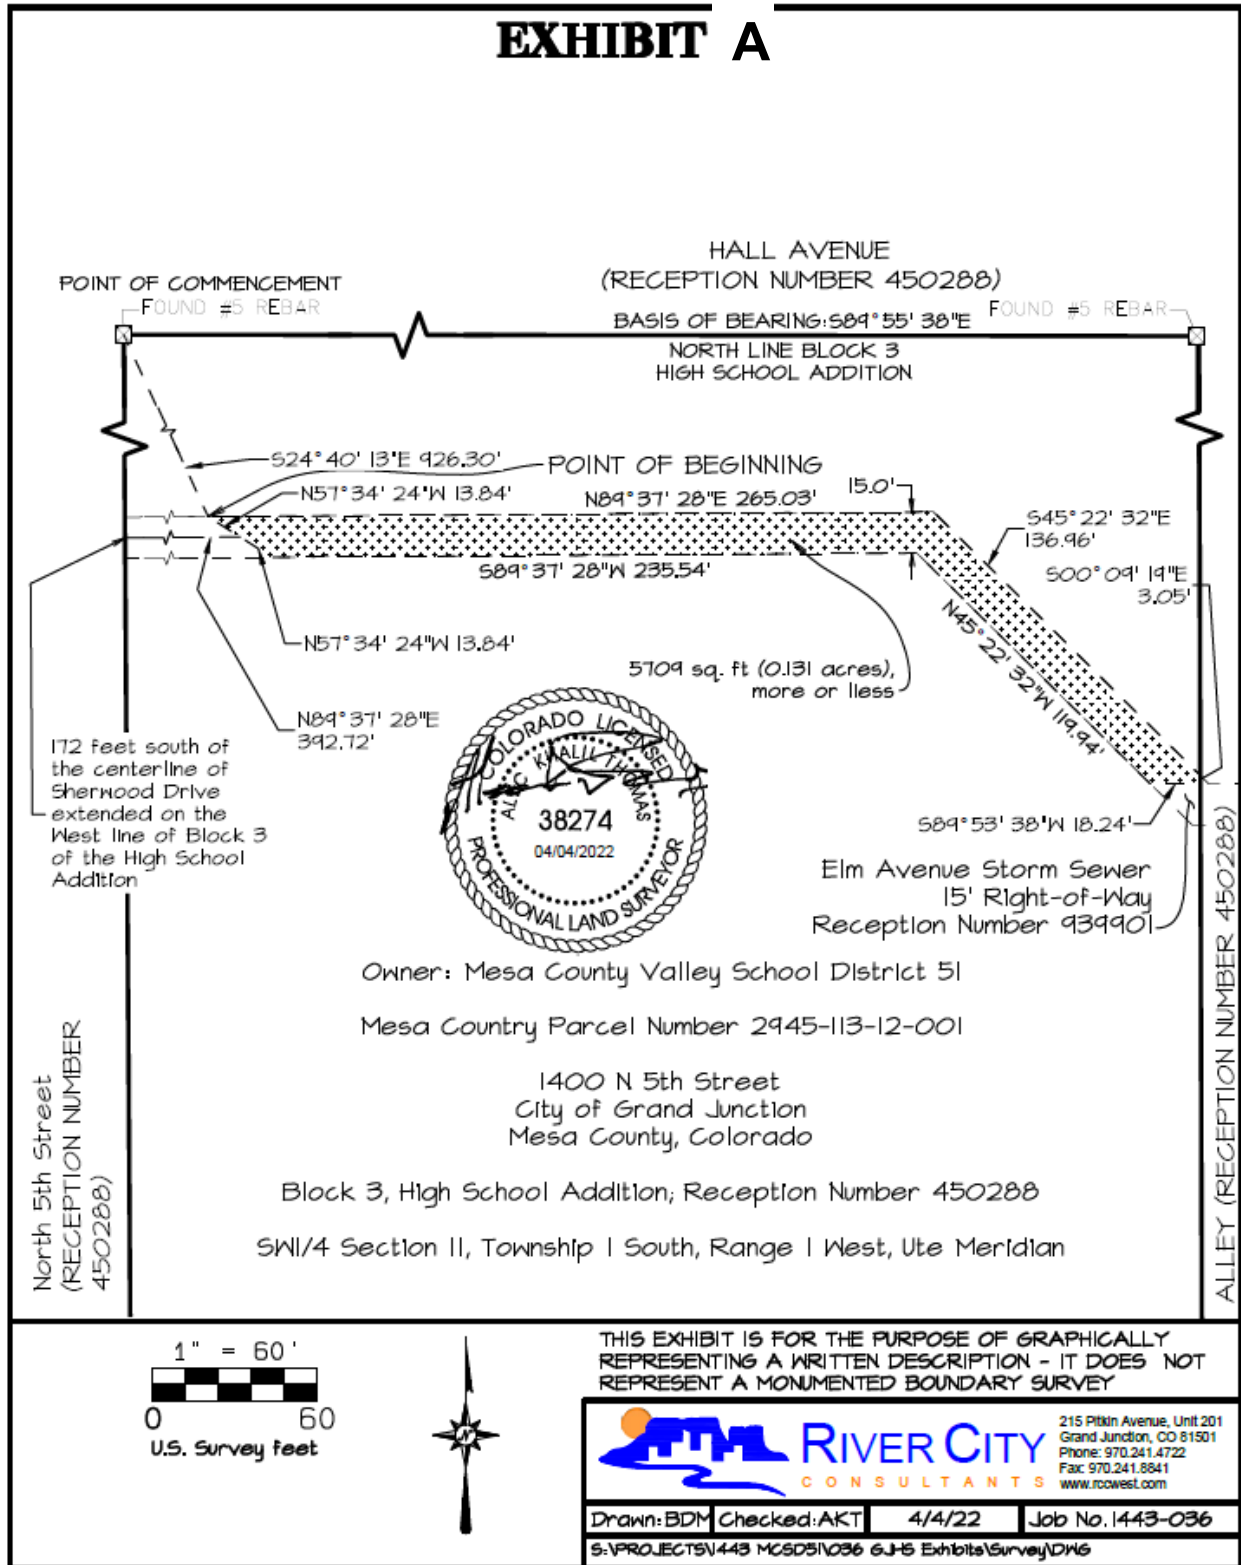 EXHIBIT A
HALL AVENUE
(RECEPTION NUMBER 450288)
POINT OF COMMENCEMENT
FOUND #5 REBAR
FOUND #5 REBAR
BASIS OF BEARING:S89°55' 38"E
NORTH LINE BLOCK 3
HIGH SCHOOL ADDITION
S24°40' 13"E 926.30'
POINT OF BEGINNING
N57°34' 24"W 13.84'
N89°37' 28"E 265.03'
15.0'
S45°22' 32"E
136.96'
S00°09' 19"E
3.05'
S89°37' 28"W 235.54'
N45°22' 32"W 119.94'
N57°34' 24"W 13.84'
5709 sq. ft (0.131 acres),
more or lless
N89°37' 28"E
392.72'
172 feet south of
the centerline of
Sherwood Drive
extended on the
West line of Block 3
of the High School
Addition
COLORADO LICENSED
ALEC KHALIL THOMAS
38274
04/04/2022
PROFESSIONAL LAND SURVEYOR
S89°53' 38"W 18.24'
Elm Avenue Storm Sewer
15' Right-of-Way
Reception Number 939901
ALLEY (RECEPTION NUMBER 450288)
Owner: Mesa County Valley School District 51
Mesa Country Parcel Number 2945-113-12-001
1400 N 5th Street
City of Grand Junction
Mesa County, Colorado
North 5th Street
(RECEPTION NUMBER
450288)
Block 3, High School Addition; Reception Number 450288
SW1/4 Section 11, Township 1 South, Range 1 West, Ute Meridian
1" = 60'
0 60
U.S. Survey feet
N
THIS EXHIBIT IS FOR THE PURPOSE OF GRAPHICALLY
REPRESENTING A WRITTEN DESCRIPTION - IT DOES NOT
REPRESENT A MONUMENTED BOUNDARY SURVEY
RIVER CITY
CONSULTANTS
215 Pitkin Avenue, Unit 201
Grand Junction, CO 81501
Phone: 970.241.4722
Fax: 970.241.8841
www.rccwest.com
Drawn:BDM Checked:AKT 4/4/22 Job No.1443-036
S:\PROJECTS\1443 MCSD51\036 GJHS Exhibits\Survey\DWG